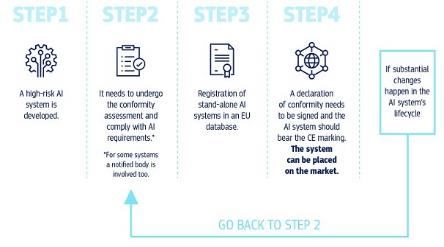 STEP1
A high-risk AI
system is
developed.
STEP2
It needs to undergo
the conformity
assessment and
comply with AI
requirements.*
*For some systems
a notified body is
involved too.
STEP3
Registration of
stand-alone AI
systems in an EU
database.
STEP4
A declaration
of conformity needs
to be signed and the
AI system should
bear the CE marking.
The system
can be placed
on the market.
If substantial
changes
happen in the
AI system's
lifecycle
GO BACK TO STEP 2